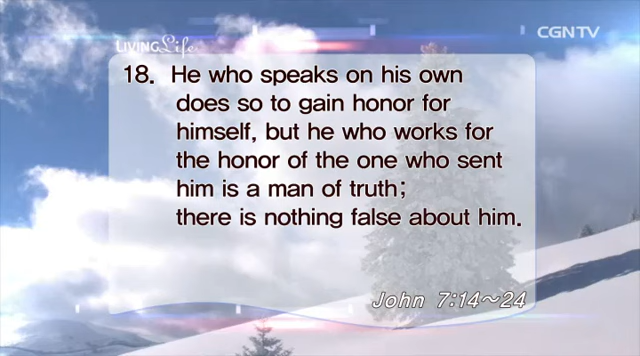 LIVING Life
CGNTV
18. He who speaks on his own
does so to gain honor for
himself, but he who works for
the honor of the one who sent
him is a man of truth;
there is nothing false about him.
John 7:14~24